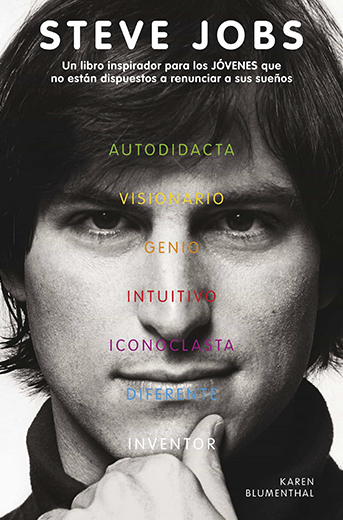 STEVE JOBS
Un libro inspirador para los JÓVENES que
no están dispuestos a renunciar a sus sueños
AUTODIDACTA
VISIONARIO
GENIO
INTUITIVO
ICONOCLASTA
DIFERENTE
INVENTOR
KAREN
BLUMENTHAL